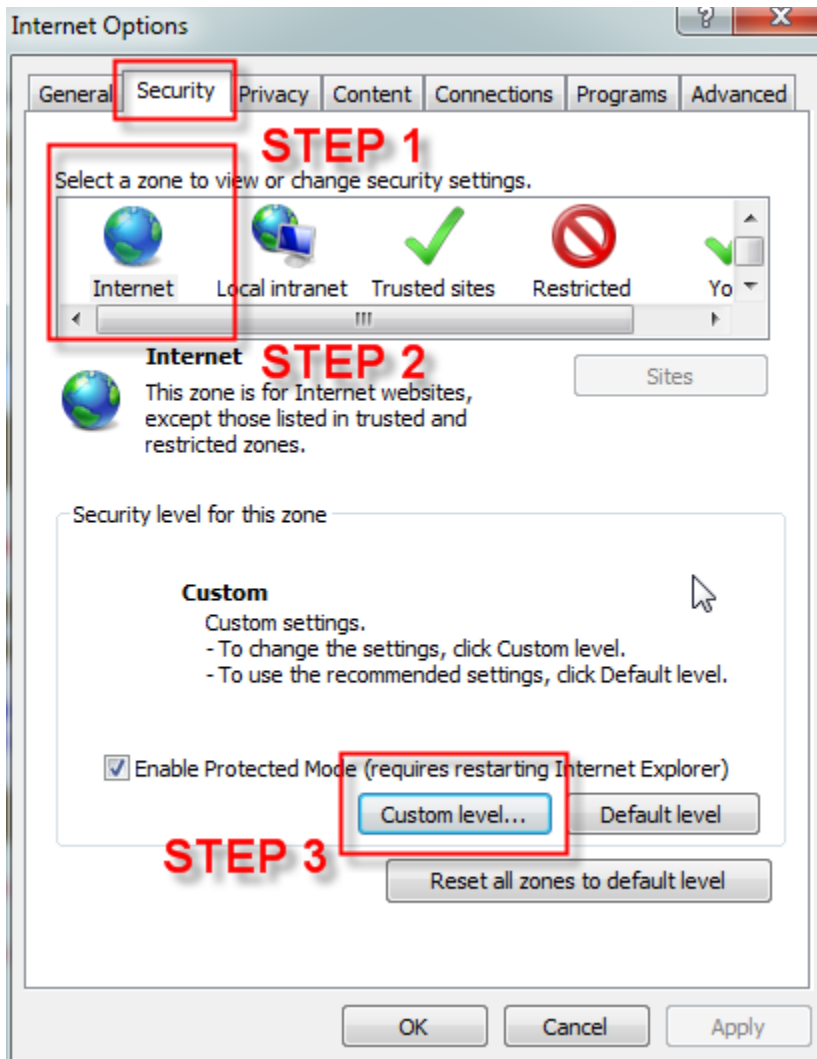 Internet Options
General Security Privacy Content Connections Programs Advanced
STEP 1
Select a zone to view or change security settings.
Internet Local intranet Trusted sites Restricted Yo
Internet
STEP 2
Sites
This zone is for Internet websites,
except those listed in trusted and
restricted zones.
Security level for this zone
Custom
Custom settings.
- To change the settings, click Custom level.
- To use the recommended settings, click Default level.
Enable Protected Mode (requires restarting Internet Explorer)
Custom level... Default level
STEP 3
Reset all zones to default level
OK Cancel Apply